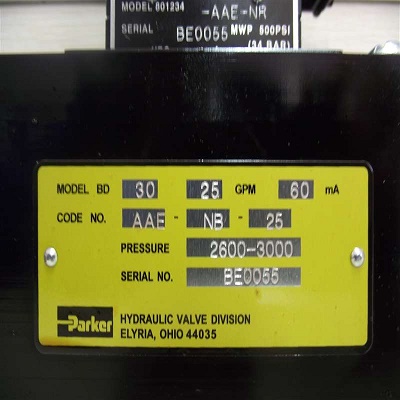 MODEL 601234 -AAE-NR
SERIAL BE0055 MWP 500PSI
(34 BAR)
MODEL BD 30 25 GPM 60 mA
CODE NO. AAE - NB - 25
PRESSURE 2600-3000
SERIAL NO. BE0055
Parker HYDRAULIC VALVE DIVISION
ELYRIA, OHIO 44035